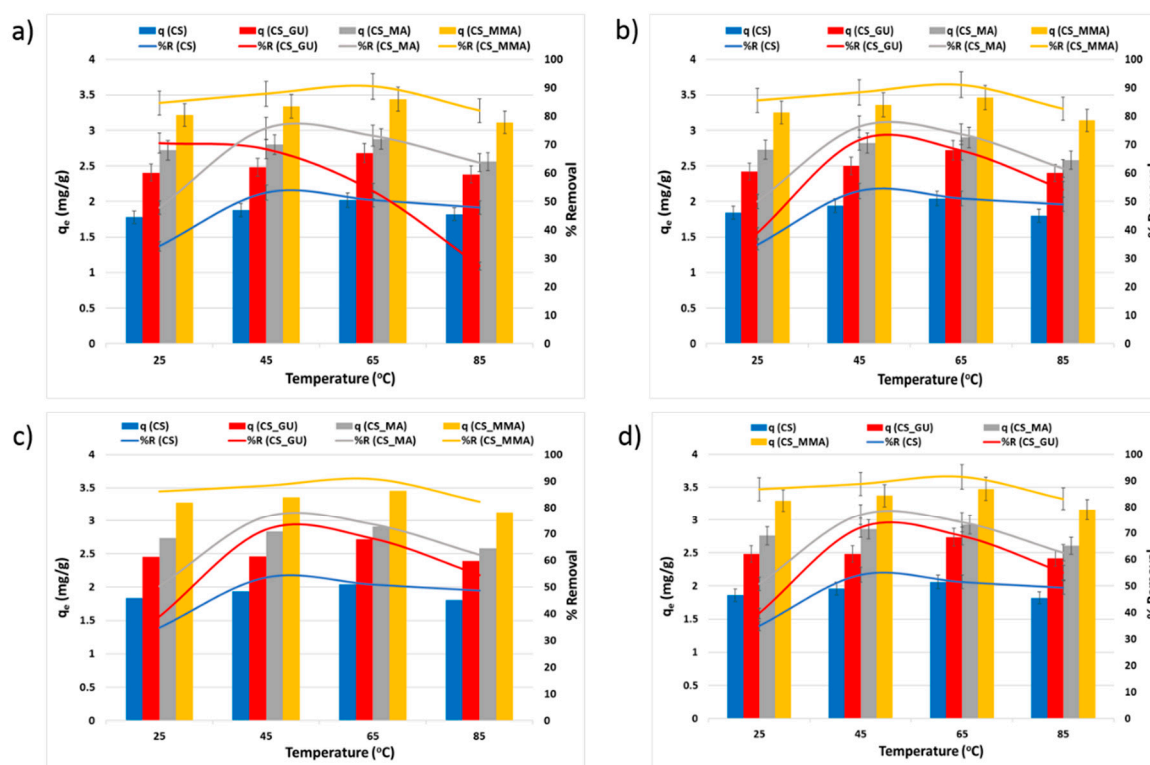 a)
q (CS) q (CS_GU) q (CS_MA) q (CS_MMA)
%R (CS) %R (CS_GU) %R (CS_MA) %R (CS_MMA)
4
3.5
3
2.5
2
1.5
1
0.5
0
qₑ (mg/g)
100
90
80
70
60
50
40
30
20
10
0
% Removal
25 45 65 85
Temperature (°C)
b)
q (CS) q (CS_GU) q (CS_MA) q (CS_MMA)
%R (CS) %R (CS_GU) %R (CS_MA) %R (CS_MMA)
4
3.5
3
2.5
2
1.5
1
0.5
0
qₑ (mg/g)
100
90
80
70
60
50
40
30
20
10
0
% Removal
25 45 65 85
Temperature (°C)
c)
q (CS) q (CS_GU) q (CS_MA) q (CS_MMA)
%R (CS) %R (CS_GU) %R (CS_MA) %R (CS_MMA)
4
3.5
3
2.5
2
1.5
1
0.5
0
qₑ (mg/g)
100
90
80
70
60
50
40
30
20
10
0
% Removal
25 45 65 85
Temperature (°C)
d)
q (CS) q (CS_GU) q (CS_MA)
q (CS_MMA) %R (CS) %R (CS_GU)
4
3.5
3
2.5
2
1.5
1
0.5
0
qₑ (mg/g)
100
90
80
70
60
50
40
30
20
10
0
% Removal
25 45 65 85
Temperature (°C)